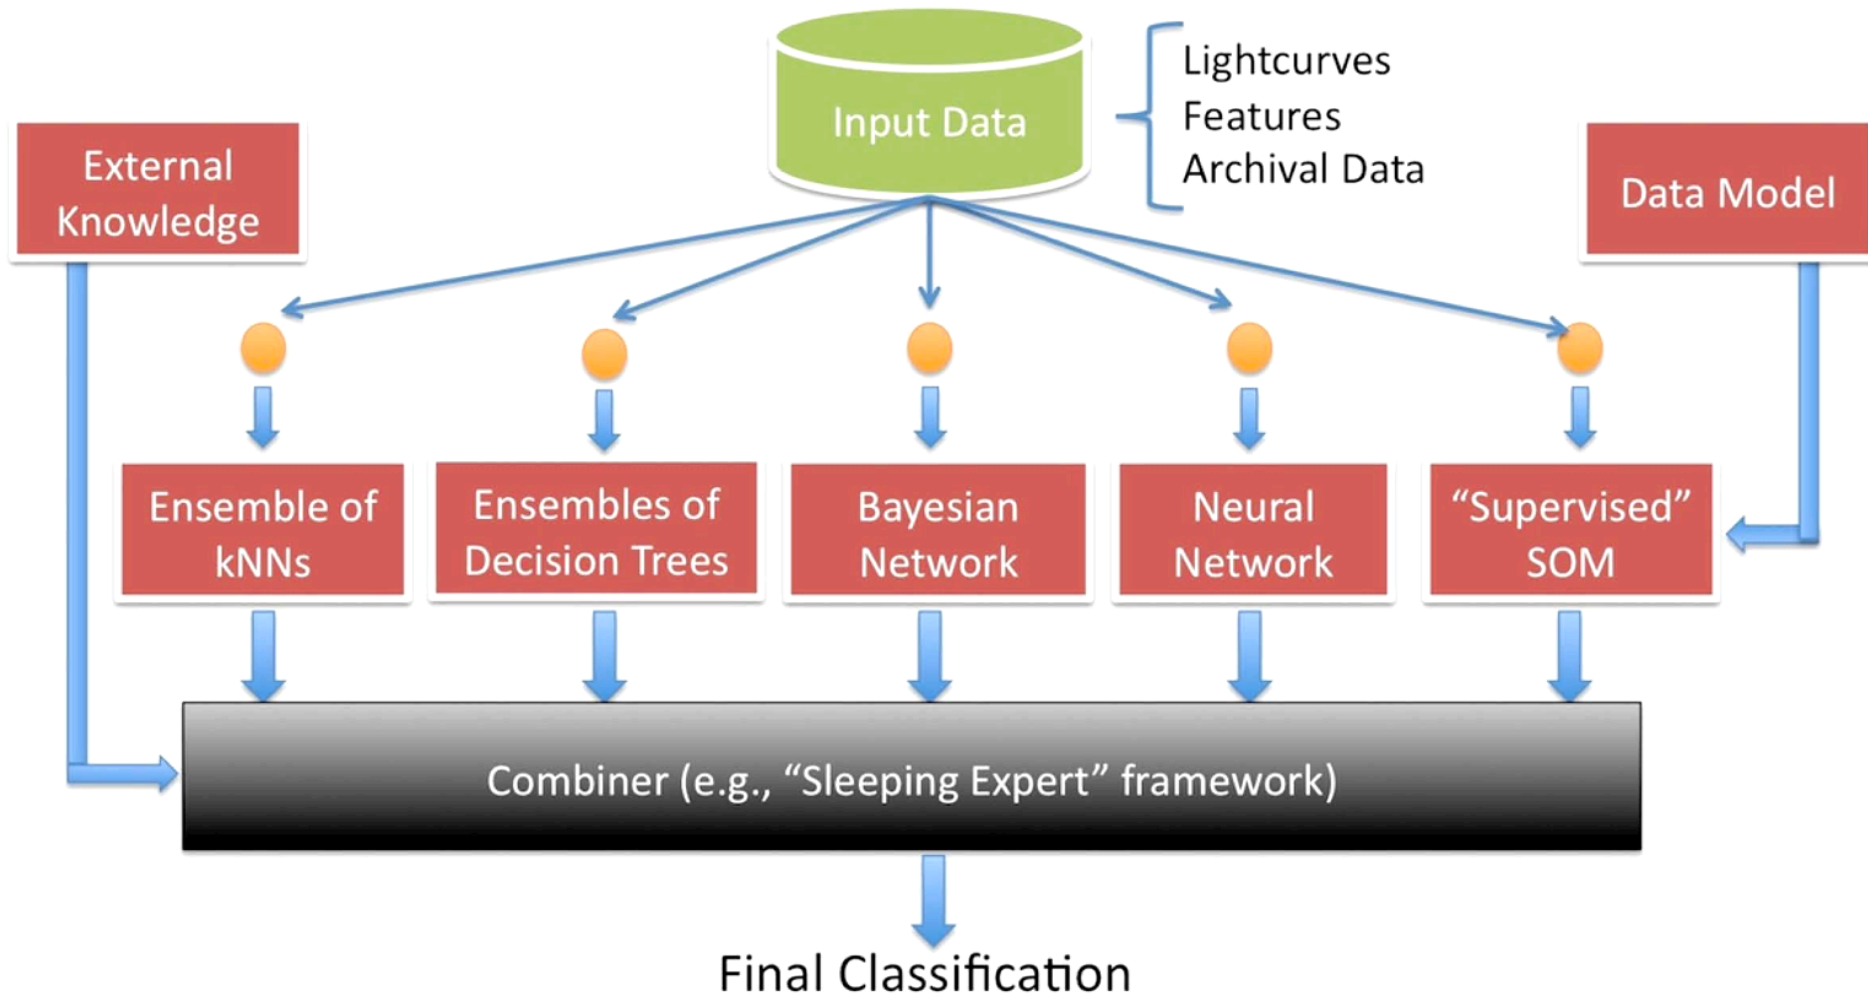 Input Data
Lightcurves
Features
Archival Data
External
Knowledge
Data Model
Ensemble of
kNNs
Ensembles of
Decision Trees
Bayesian
Network
Neural
Network
“Supervised”
SOM
Combiner (e.g., “Sleeping Expert” framework)
Final Classification